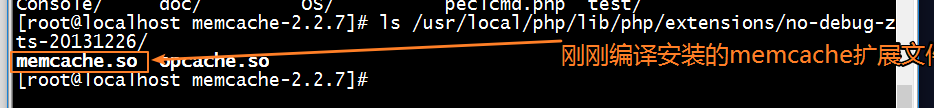 Console/ doc/ OS/ peclcmd.php test/
[root@localhost memcache-2.2.7]# ls /usr/local/php/lib/php/extensions/no-debug-z
ts-20131226/
memcache.so opcache.so 刚刚编译安装的memcache扩展文件
[root@localhost memcache-2.2.7]#